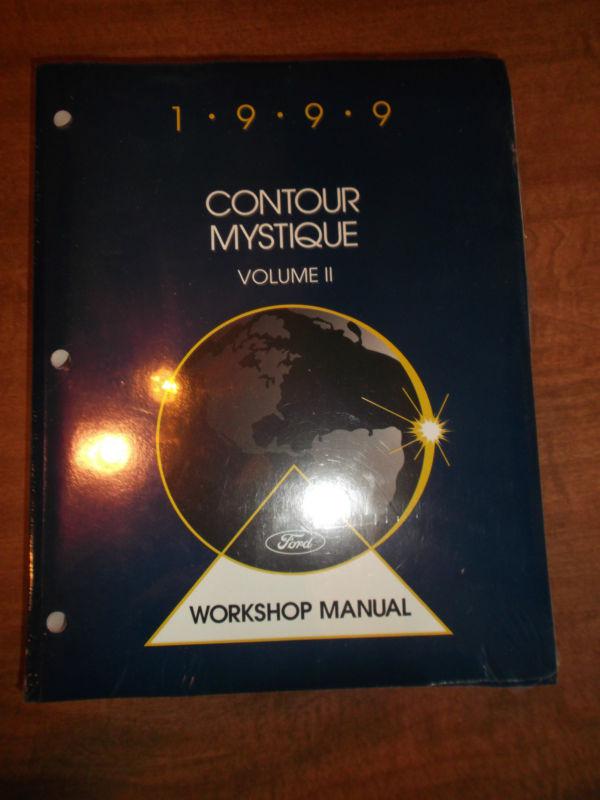 1 • 9 • 9 • 9
CONTOUR
MYSTIQUE
VOLUME II
Ford
WORKSHOP MANUAL